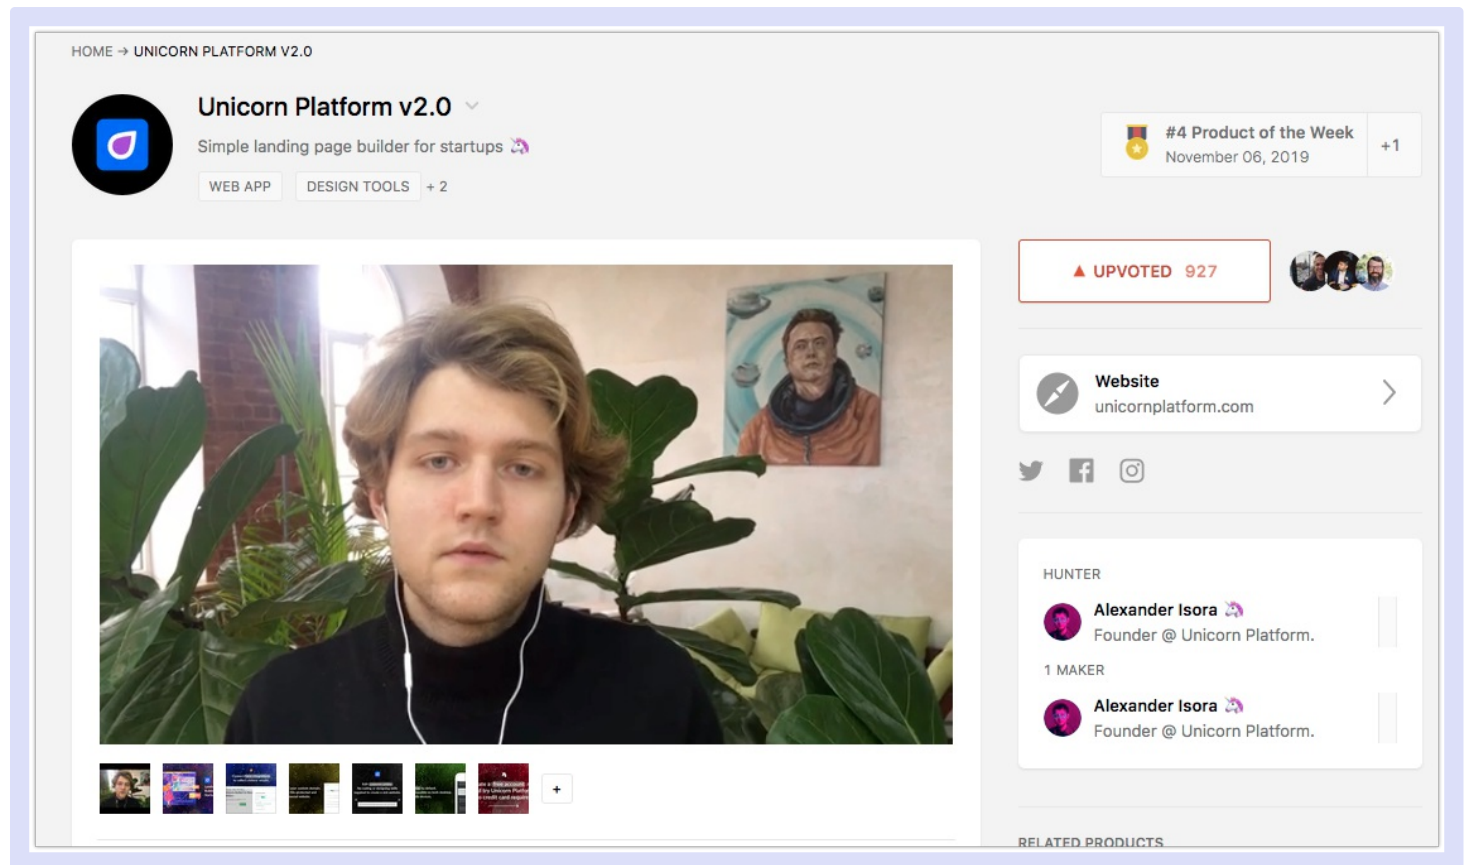 HOME → UNICORN PLATFORM V2.0
Unicorn Platform v2.0
Simple landing page builder for startups 🦄
WEB APP DESIGN TOOLS + 2
#4 Product of the Week
November 06, 2019
+1
▲ UPVOTED 927
Website
unicornplatform.com
HUNTER
Alexander Isora 🦄
Founder @ Unicorn Platform.
1 MAKER
Alexander Isora 🦄
Founder @ Unicorn Platform.
+
RELATED PRODUCTS